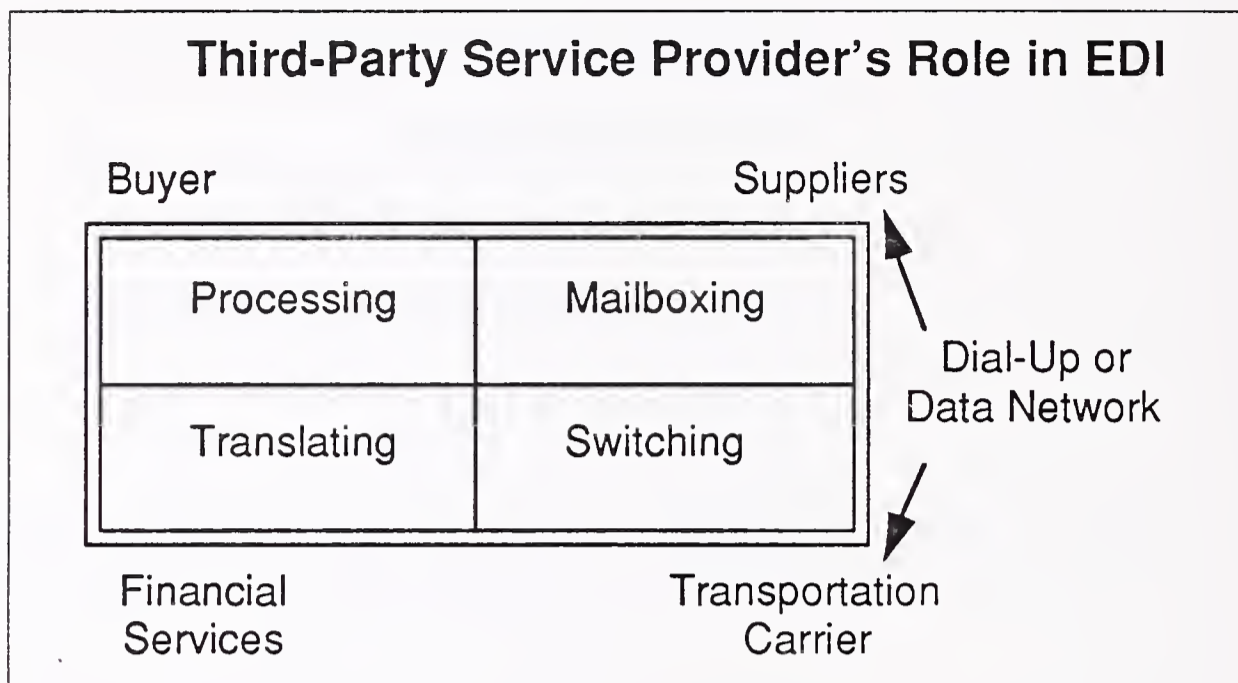 Third-Party Service Provider's Role in EDI
Buyer
Suppliers
Processing
Mailboxing
Dial-Up or
Data Network
Translating
Switching
Financial
Services
Transportation
Carrier